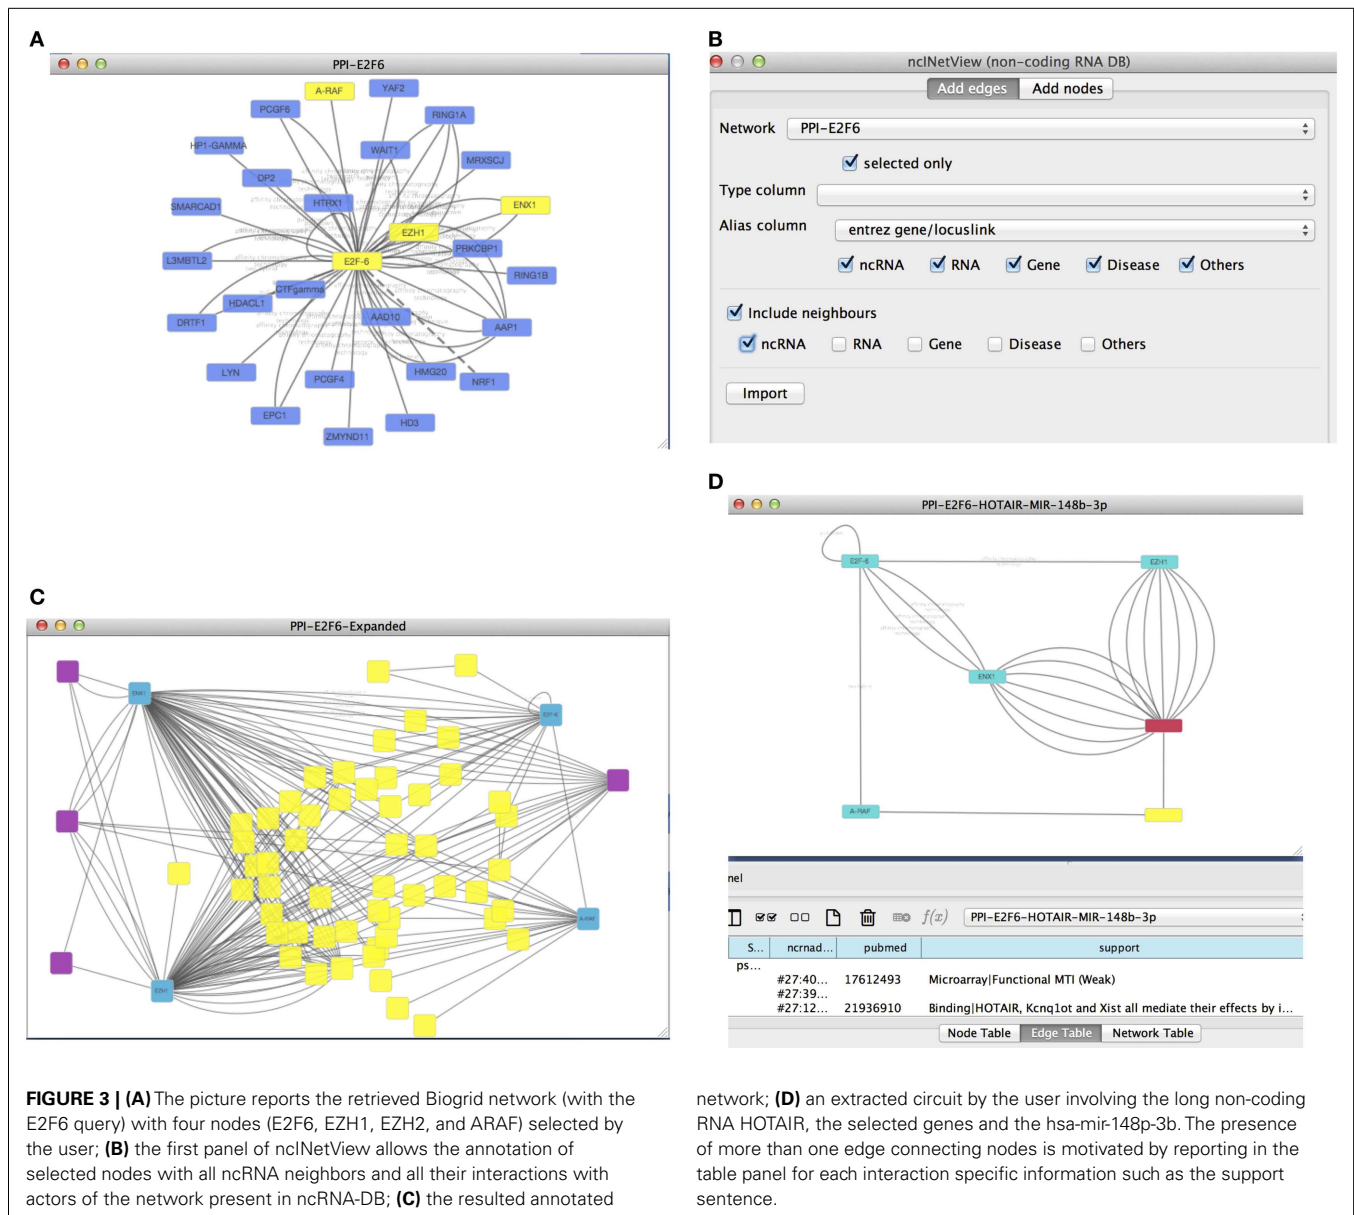 A
PPI-E2F6
A-RAF
YAF2
PCGF6
RING1A
HP1-GAMMA
WAIT1
MRXSCJ
DP2
SMARCAD1
HTRX1
ENX1
EZH1
L3MBTL2
E2F-6
PRKCBP1
RING1B
CTFgamma
HDACL1
DRTF1
AAD10
AAP1
LYN
PCGF4
HMG20
NRF1
EPC1
HD3
ZMYND11
B
ncINetView (non-coding RNA DB)
Add edges Add nodes
Network PPI-E2F6
selected only
Type column
Alias column entrez gene/locuslink
ncRNA RNA Gene Disease Others
Include neighbours
ncRNA RNA Gene Disease Others
Import
C
PPI-E2F6-Expanded
ENX1
E2F-6
A-RAF
EZH1
D
PPI-E2F6-HOTAIR-MIR-148b-3p
E2F-6
EZH1
affinity chromatography
technology
ENX1
A-RAF
nel
f(x) PPI-E2F6-HOTAIR-MIR-148b-3p
S... ncrnad... pubmed support
ps...
#27:40... 17612493 Microarray|Functional MTI (Weak)
#27:39...
#27:12... 21936910 Binding|HOTAIR, Kcnq1ot and Xist all mediate their effects by i...
Node Table Edge Table Network Table
FIGURE 3 | (A) The picture reports the retrieved Biogrid network (with the
E2F6 query) with four nodes (E2F6, EZH1, EZH2, and ARAF) selected by
the user; (B) the first panel of ncINetView allows the annotation of
selected nodes with all ncRNA neighbors and all their interactions with
actors of the network present in ncRNA-DB; (C) the resulted annotated
network; (D) an extracted circuit by the user involving the long non-coding
RNA HOTAIR, the selected genes and the hsa-mir-148p-3b. The presence
of more than one edge connecting nodes is motivated by reporting in the
table panel for each interaction specific information such as the support
sentence.